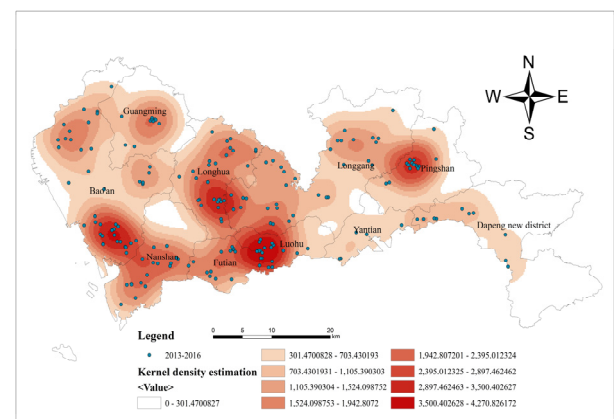 N
W E
S
Guangming
Longhua
Longgang
Pingshan
Bao'an
Dapeng new district
Yantian
Luohu
Nanshan
Futian
Legend
0 5 10 20
km
2013-2016
Kernel density estimation
<Value>
0 - 301.4700827
301.4700828 - 703.430193
703.4301931 - 1,105.390303
1,105.390304 - 1,524.098752
1,524.098753 - 1,942.8072
1,942.807201 - 2,395.012324
2,395.012325 - 2,897.462462
2,897.462463 - 3,500.402627
3,500.402628 - 4,270.826172